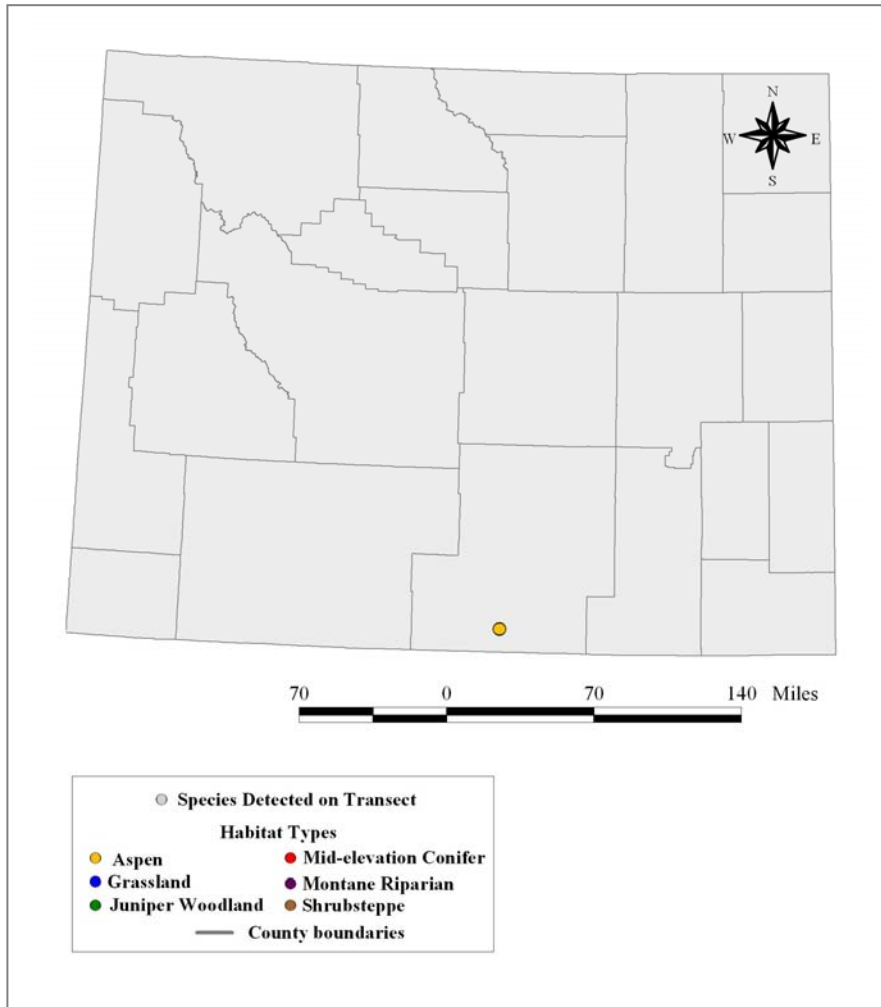 N
W E
S
70 0 70 140 Miles
Species Detected on Transect
Habitat Types
Aspen Mid-elevation Conifer
Grassland Montane Riparian
Juniper Woodland Shrubsteppe
County boundaries